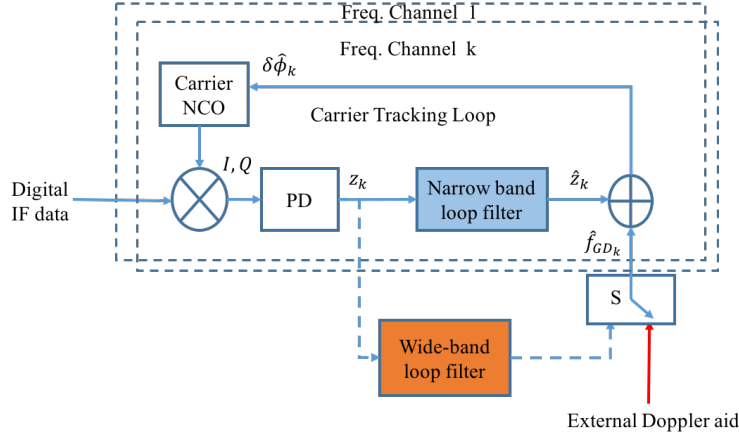 Freq. Channel l
Freq. Channel k
δϕ̂ₖ
Carrier
NCO
Carrier Tracking Loop
I, Q
Digital
IF data
PD
zₖ
Narrow band
loop filter
ẑₖ
f̂_GDₖ
S
Wide-band
loop filter
External Doppler aid